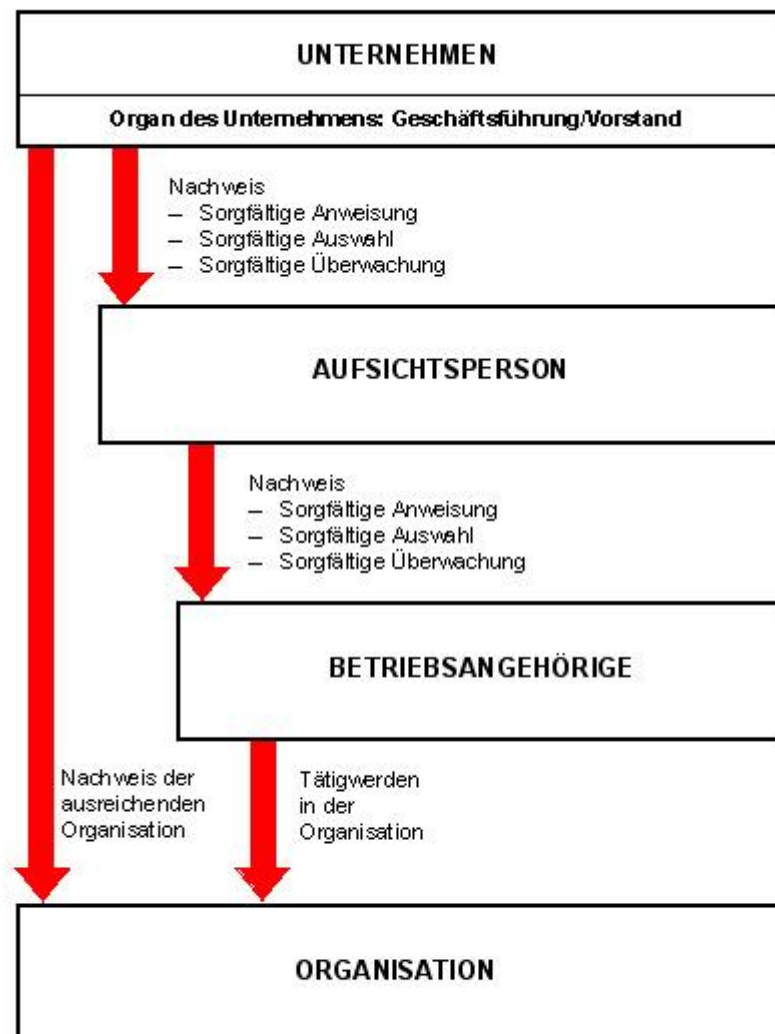 UNTERNEHMEN
Organ des Unternehmens: Geschäftsführung/Vorstand
Nachweis
– Sorgfältige Anweisung
– Sorgfältige Auswahl
– Sorgfältige Überwachung
AUFSICHTSPERSON
Nachweis
– Sorgfältige Anweisung
– Sorgfältige Auswahl
– Sorgfältige Überwachung
BETRIEBSANGEHÖRIGE
Nachweis der
ausreichenden
Organisation
Tätigwerden
in der
Organisation
ORGANISATION